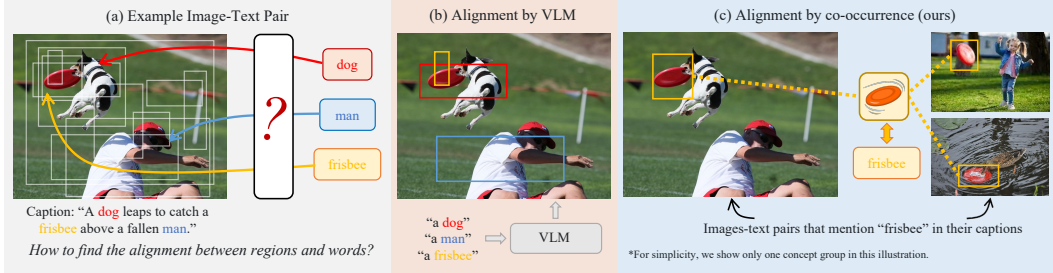 (a) Example Image-Text Pair
?
dog
man
frisbee
Caption: “A dog leaps to catch a
frisbee above a fallen man.”
How to find the alignment between regions and words?
(b) Alignment by VLM
“a dog”
“a man”
“a frisbee”
VLM
(c) Alignment by co-occurrence (ours)
frisbee
Images-text pairs that mention “frisbee” in their captions
*For simplicity, we show only one concept group in this illustration.